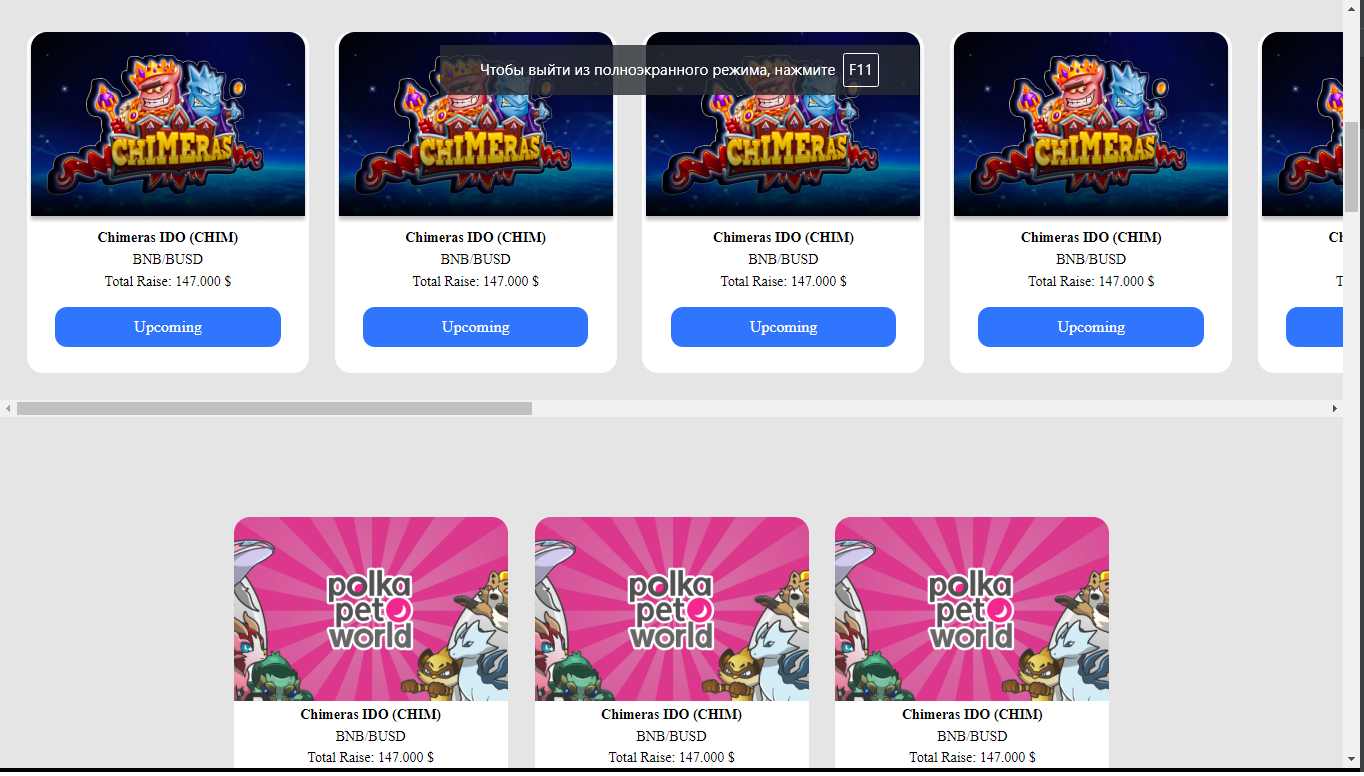 Чтобы выйти из полноэкранного режима, нажмите F11
CHIMERAS
CHIMERAS
CHIMERAS
CHIMERAS
Chimeras IDO (CHIM)
BNB/BUSD
Total Raise: 147.000 $
Upcoming
Chimeras IDO (CHIM)
BNB/BUSD
Total Raise: 147.000 $
Upcoming
Chimeras IDO (CHIM)
BNB/BUSD
Total Raise: 147.000 $
Upcoming
Chimeras IDO (CHIM)
BNB/BUSD
Total Raise: 147.000 $
Upcoming
polka
pet
world
Chimeras IDO (CHIM)
BNB/BUSD
Total Raise: 147.000 $
polka
pet
world
Chimeras IDO (CHIM)
BNB/BUSD
Total Raise: 147.000 $
polka
pet
world
Chimeras IDO (CHIM)
BNB/BUSD
Total Raise: 147.000 $